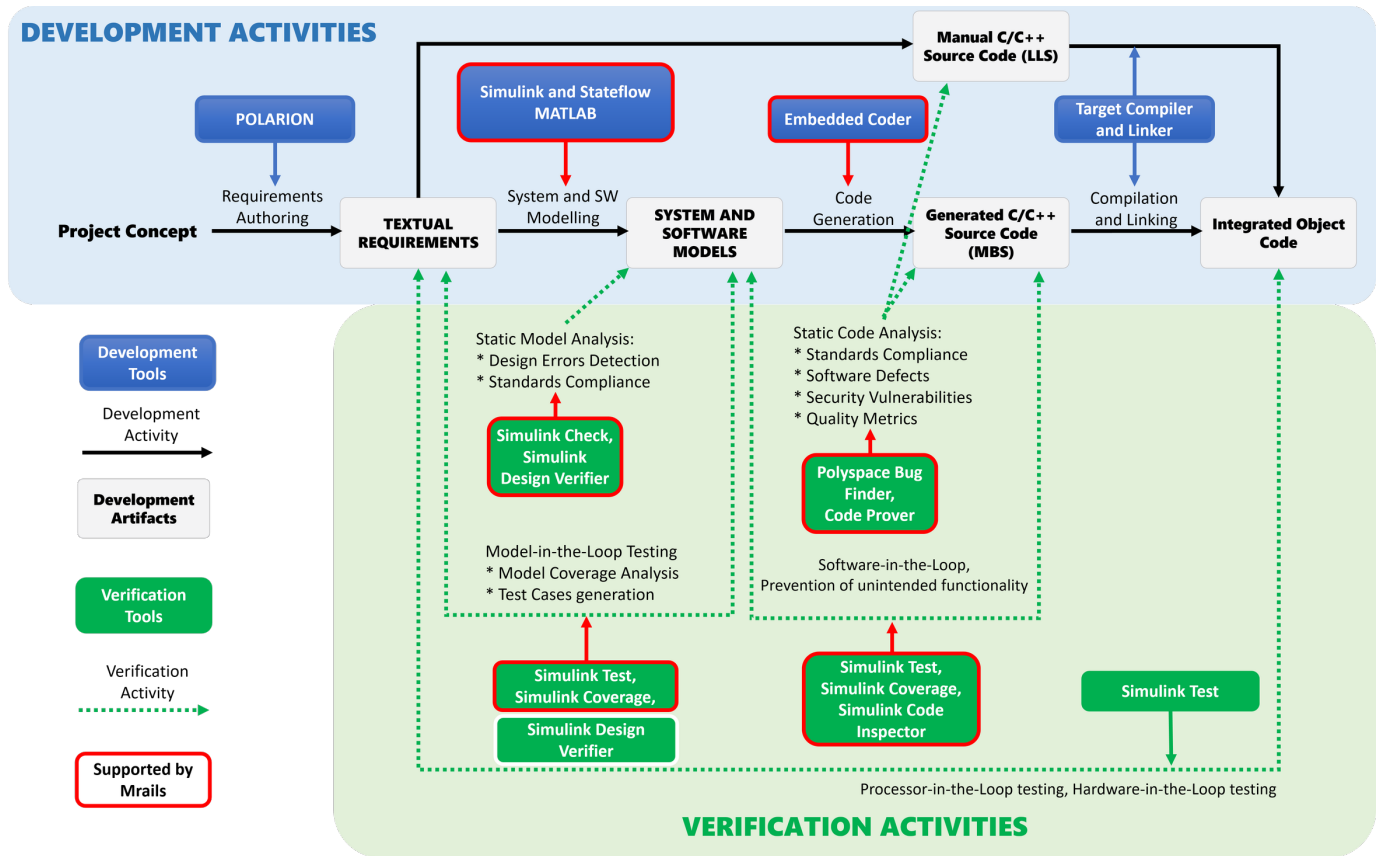 DEVELOPMENT ACTIVITIES
Manual C/C++
Source Code (LLS)
Simulink and Stateflow
MATLAB
POLARION
Embedded Coder
Target Compiler
and Linker
Requirements
Authoring
System and SW
Modelling
Code
Generation
Compilation
and Linking
Project Concept
TEXTUAL
REQUIREMENTS
SYSTEM AND
SOFTWARE
MODELS
Generated C/C++
Source Code
(MBS)
Integrated Object
Code
Development
Tools
Development
Activity
Development
Artifacts
Verification
Tools
Verification
Activity
Supported by
Mrails
Static Model Analysis:
* Design Errors Detection
* Standards Compliance
Simulink Check,
Simulink
Design Verifier
Static Code Analysis:
* Standards Compliance
* Software Defects
* Security Vulnerabilities
* Quality Metrics
Polyspace Bug
Finder,
Code Prover
Model-in-the-Loop Testing
* Model Coverage Analysis
* Test Cases generation
Software-in-the-Loop,
Prevention of unintended functionality
Simulink Test,
Simulink Coverage,
Simulink Design
Verifier
Simulink Test,
Simulink Coverage,
Simulink Code
Inspector
Simulink Test
Processor-in-the-Loop testing, Hardware-in-the-Loop testing
VERIFICATION ACTIVITIES